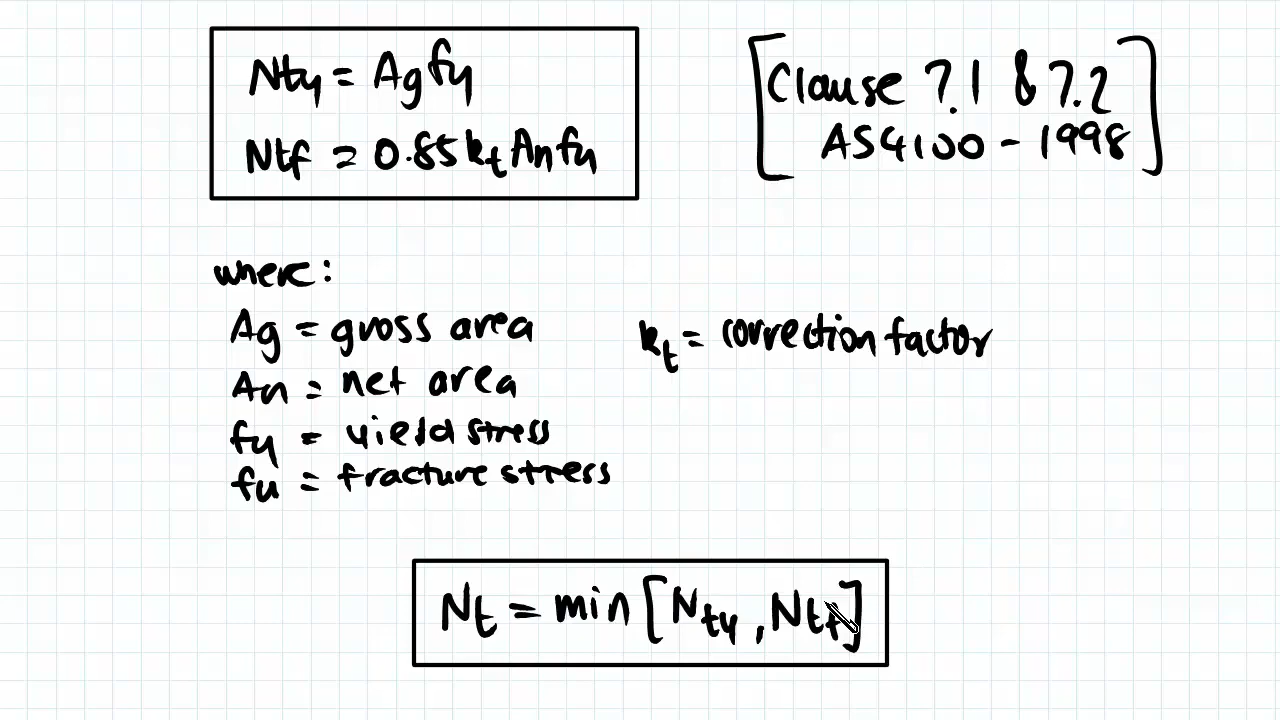 Nty = Agfy
Ntf = 0.85ktAnfu
[Clause 7.1 & 7.2
AS4100 - 1998]
where:
Ag = gross area
kt = correction factor
An = net area
fy = yield stress
fu = fracture stress
Nt = min[Nty, Ntf]